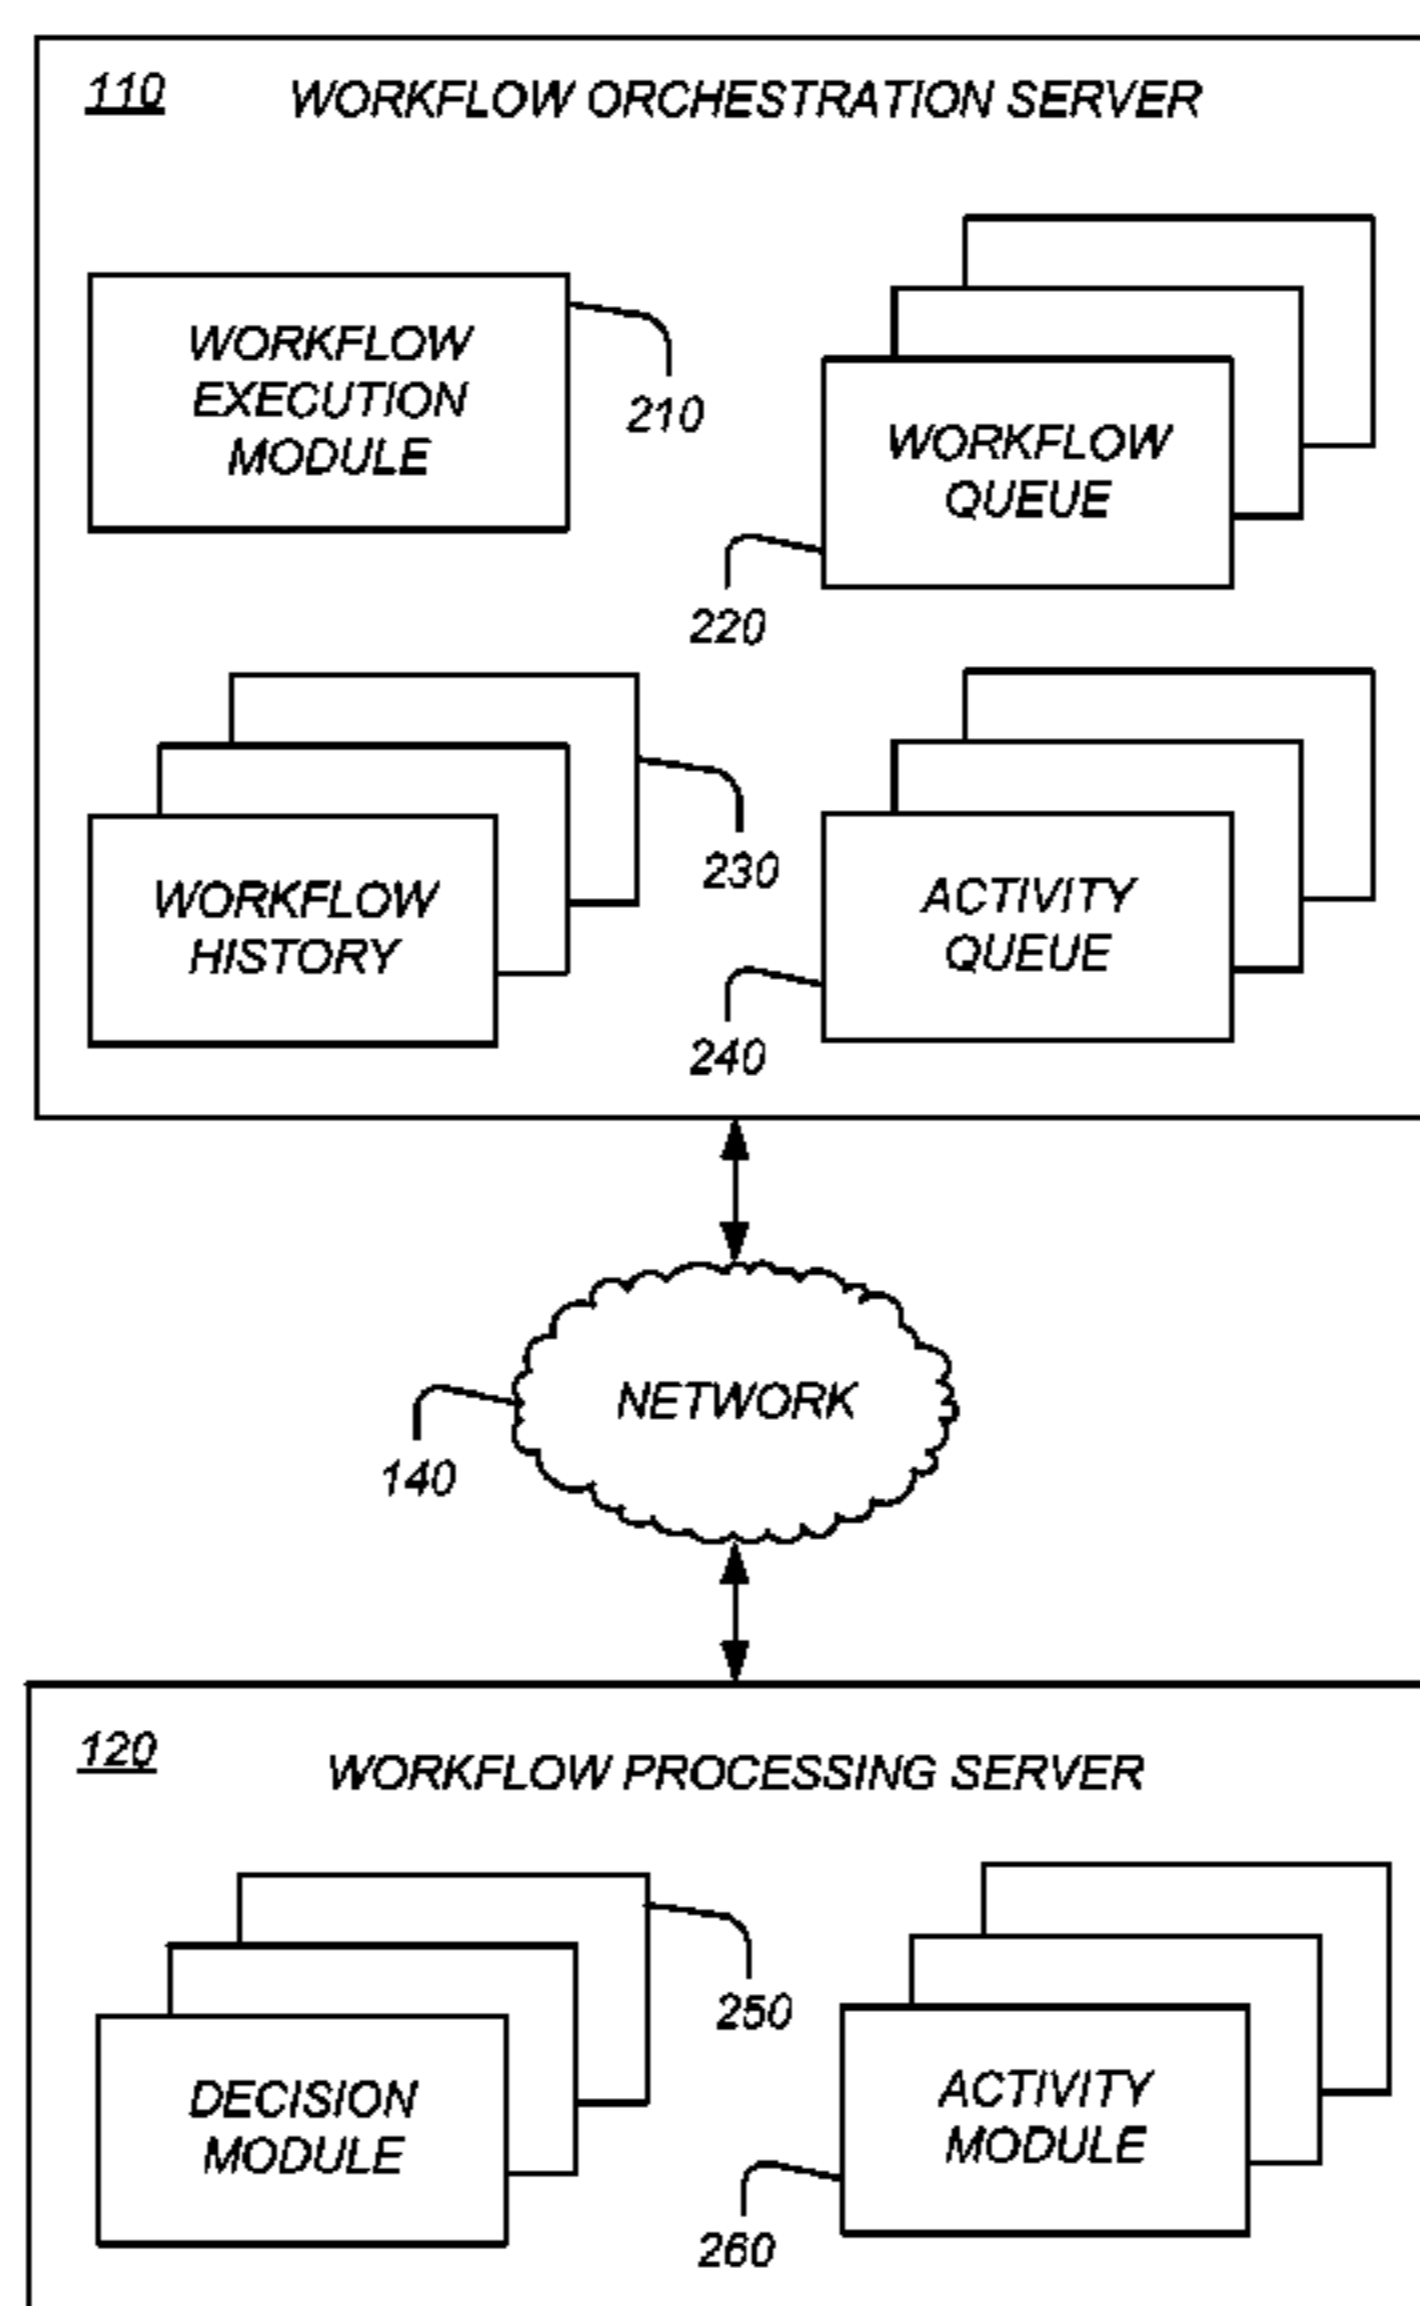 110
WORKFLOW ORCHESTRATION SERVER
WORKFLOW
EXECUTION
MODULE
210
WORKFLOW
QUEUE
220
WORKFLOW
HISTORY
230
ACTIVITY
QUEUE
240
NETWORK
140
120
WORKFLOW PROCESSING SERVER
DECISION
MODULE
250
ACTIVITY
MODULE
260